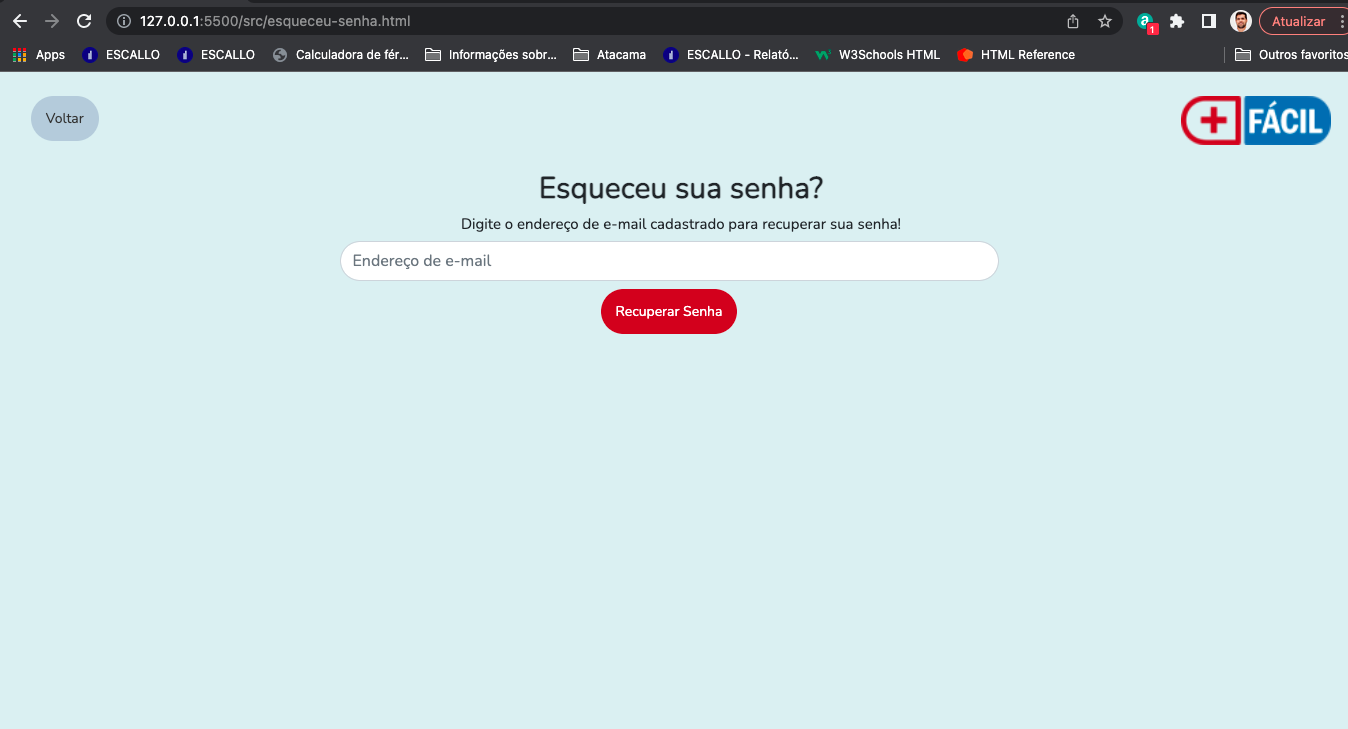 127.0.0.1:5500/src/esqueceu-senha.html
1
Atualizar
Apps ESCALLO ESCALLO Calculadora de fér... Informações sobr... Atacama ESCALLO - Relató... W3Schools HTML HTML Reference Outros favoritos
Voltar
FÁCIL
Esqueceu sua senha?
Digite o endereço de e-mail cadastrado para recuperar sua senha!
Endereço de e-mail
Recuperar Senha